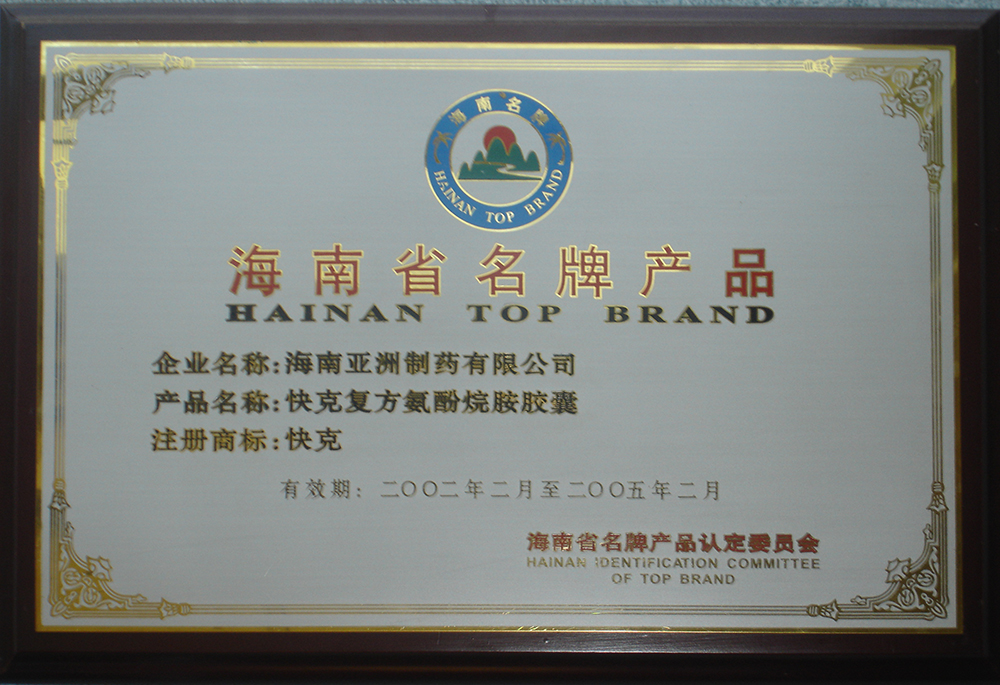 海南名牌
HAINAN TOP BRAND
海南省名牌产品
HAINAN TOP BRAND
企业名称:海南亚洲制药有限公司
产品名称:快克复方氨酚烷胺胶囊
注册商标:快克
有效期:二〇〇二年二月至二〇〇五年二月
海南省名牌产品认定委员会
HAINAN IDENTIFICATION COMMITTEE
OF TOP BRAND